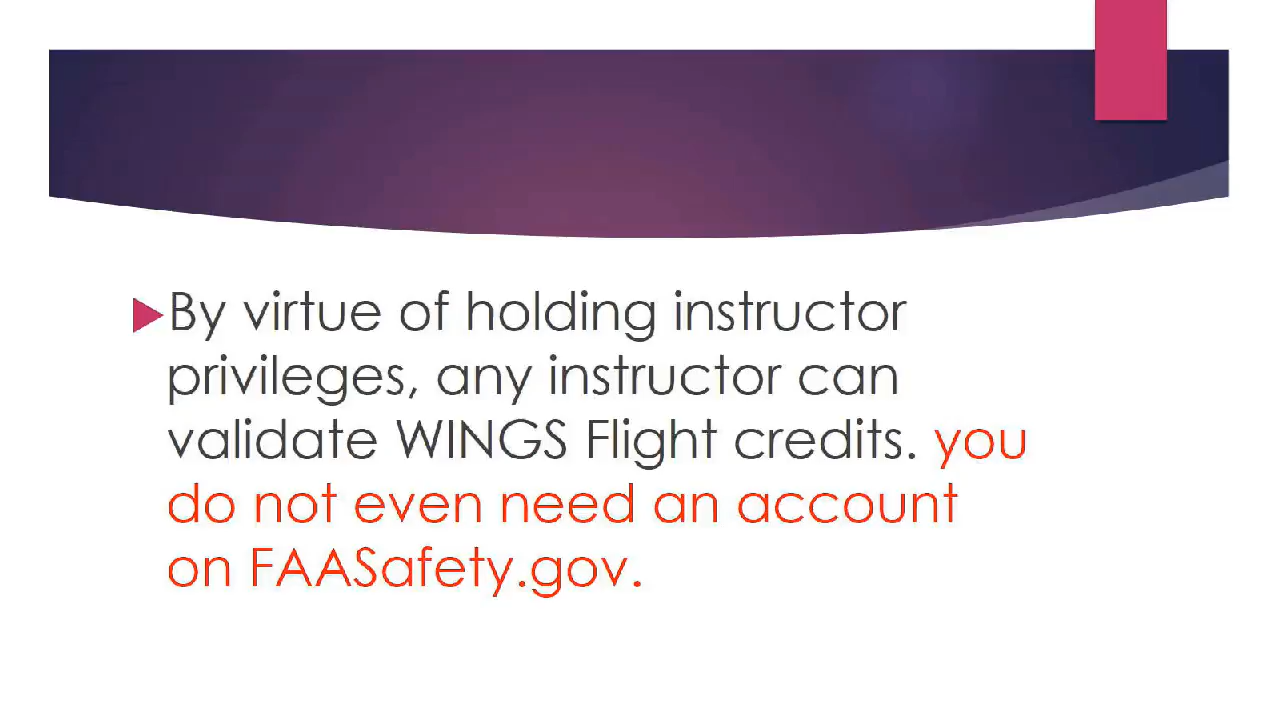 By virtue of holding instructor
privileges, any instructor can
validate WINGS Flight credits. you
do not even need an account
on FAASafety.gov.